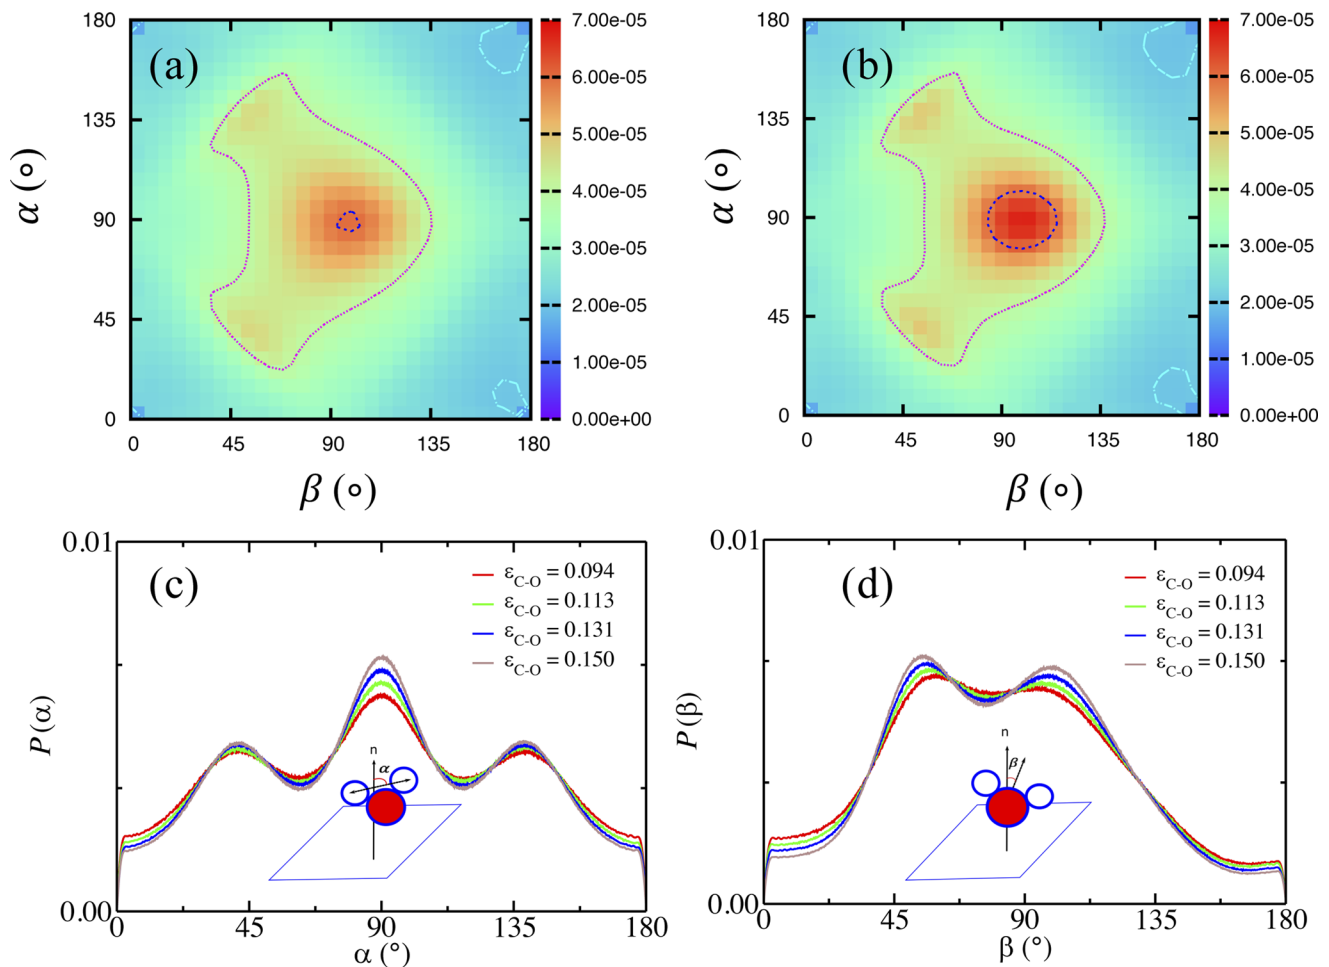 (a)
α (○)
180
135
90
45
0
0 45 90 135 180
β (○)
7.00e-05
6.00e-05
5.00e-05
4.00e-05
3.00e-05
2.00e-05
1.00e-05
0.00e+00
(b)
α (○)
180
135
90
45
0
0 45 90 135 180
β (○)
7.00e-05
6.00e-05
5.00e-05
4.00e-05
3.00e-05
2.00e-05
1.00e-05
0.00e+00
(c)
P(α)
0.01
0.00
εC-O = 0.094
εC-O = 0.113
εC-O = 0.131
εC-O = 0.150
n
α
0 45 90 135 180
α (°)
(d)
P(β)
0.01
0.00
εC-O = 0.094
εC-O = 0.113
εC-O = 0.131
εC-O = 0.150
n
β
0 45 90 135 180
β (°)